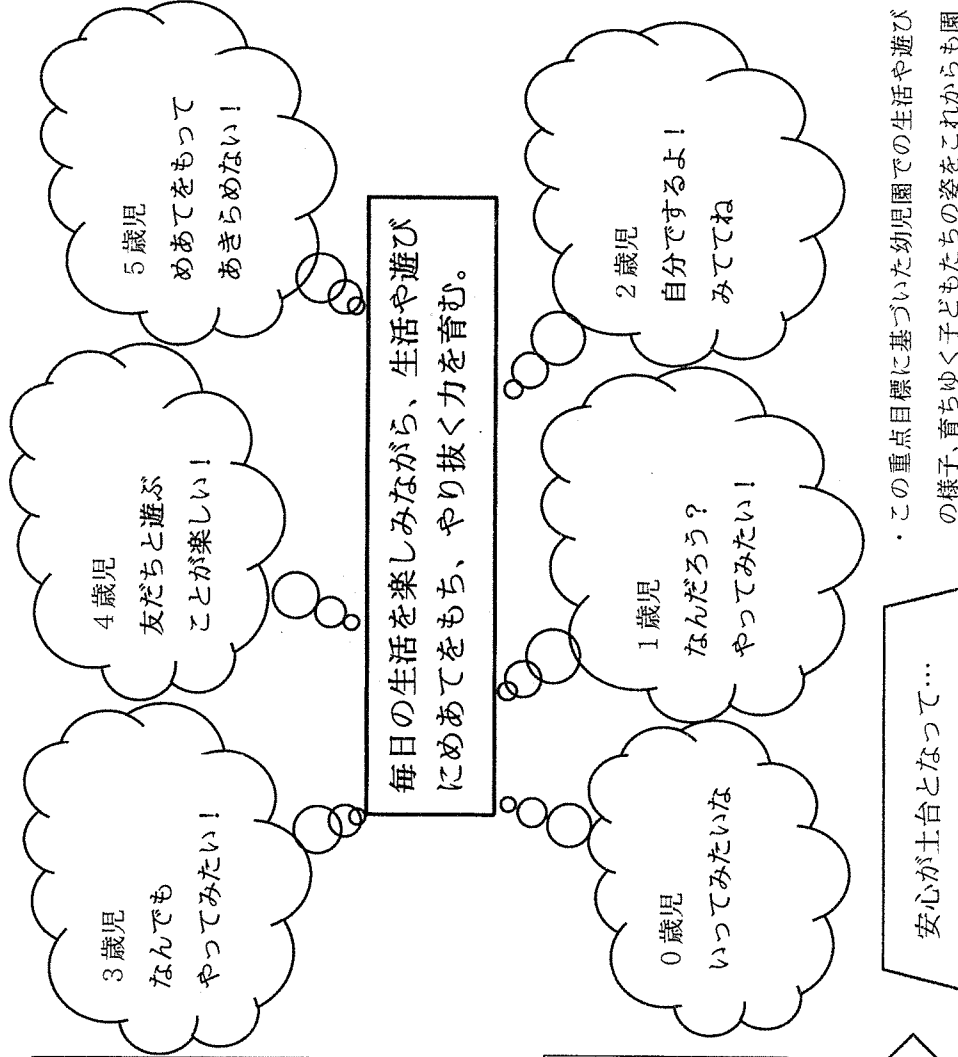 3歳児
なんでも
やってみたい！
4歳児
友だちと遊ぶ
ことが楽しい！
5歳児
めあてをもって
あきらめない！
毎日の生活を楽しみながら、生活や遊び
にめあてをもち、やり抜く力を育む。
0歳児
いってみたいな
1歳児
なんだろう？
やってみたい！
2歳児
自分でするよ！
みててね
安心が土台となって…
・この重点目標に基づいた幼児園での生活や遊び
の様子、育ちゆく子どもたちの姿をこれからも園